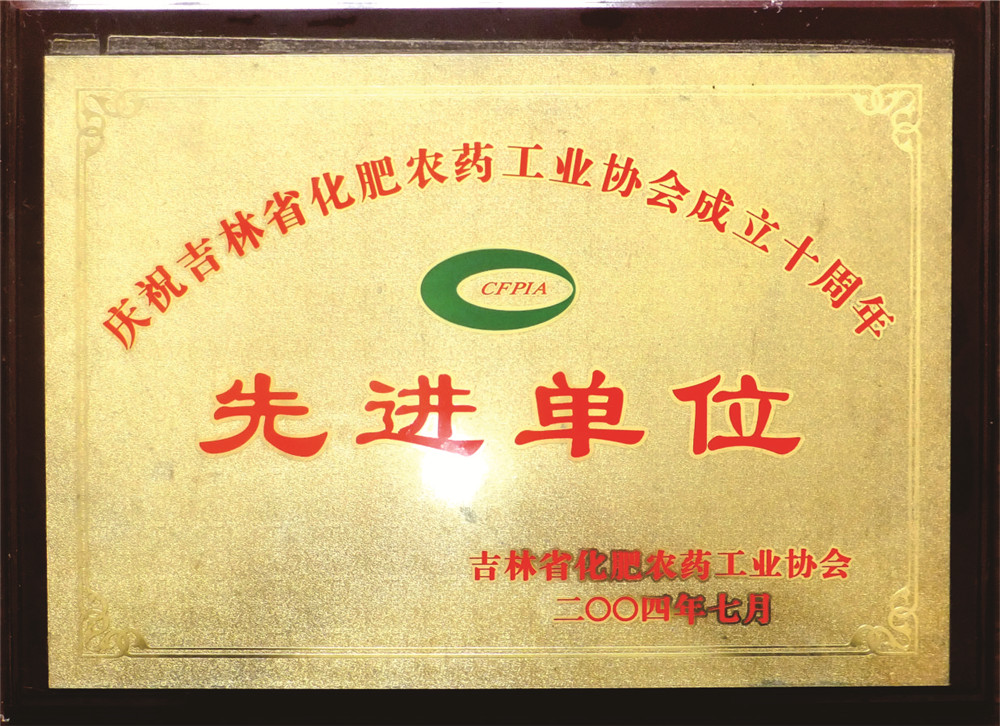 庆祝吉林省化肥农药工业协会成立十周年
CFPIA
先进单位
吉林省化肥农药工业协会
二〇〇四年七月